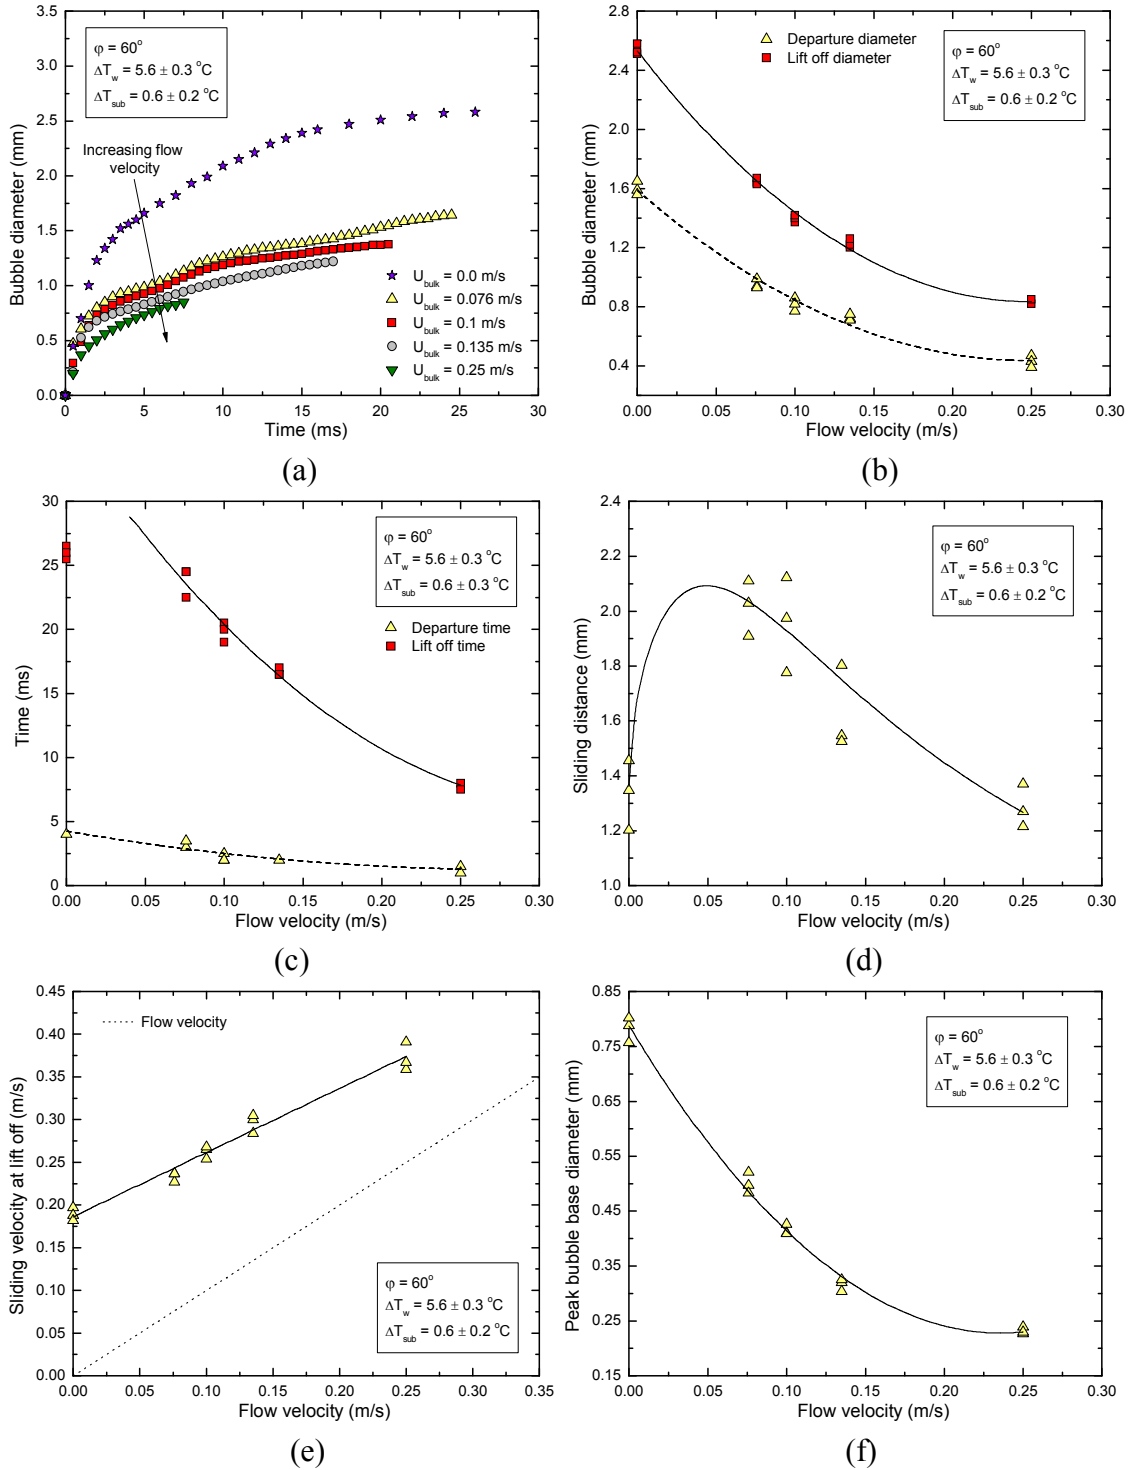 3.5
3.0
2.5
2.0
1.5
1.0
0.5
0.0
Bubble diameter (mm)
φ = 60°
ΔTw = 5.6 ± 0.3 °C
ΔTsub = 0.6 ± 0.2 °C
Increasing flow
velocity
Ubulk = 0.0 m/s
Ubulk = 0.076 m/s
Ubulk = 0.1 m/s
Ubulk = 0.135 m/s
Ubulk = 0.25 m/s
0 5 10 15 20 25 30
Time (ms)
(a)
2.8
2.4
2.0
1.6
1.2
0.8
0.4
Bubble diameter (mm)
Departure diameter
Lift off diameter
φ = 60°
ΔTw = 5.6 ± 0.3 °C
ΔTsub = 0.6 ± 0.2 °C
0.00 0.05 0.10 0.15 0.20 0.25 0.30
Flow velocity (m/s)
(b)
30
25
20
15
10
5
0
Time (ms)
φ = 60°
ΔTw = 5.6 ± 0.3 °C
ΔTsub = 0.6 ± 0.3 °C
Departure time
Lift off time
0.00 0.05 0.10 0.15 0.20 0.25 0.30
Flow velocity (m/s)
(c)
2.4
2.2
2.0
1.8
1.6
1.4
1.2
1.0
Sliding distance (mm)
φ = 60°
ΔTw = 5.6 ± 0.3 °C
ΔTsub = 0.6 ± 0.2 °C
0.00 0.05 0.10 0.15 0.20 0.25 0.30
Flow velocity (m/s)
(d)
0.45
0.40
0.35
0.30
0.25
0.20
0.15
0.10
0.05
0.00
Sliding velocity at lift off (m/s)
Flow velocity
φ = 60°
ΔTw = 5.6 ± 0.3 °C
ΔTsub = 0.6 ± 0.2 °C
0.00 0.05 0.10 0.15 0.20 0.25 0.30 0.35
Flow velocity (m/s)
(e)
0.85
0.75
0.65
0.55
0.45
0.35
0.25
0.15
Peak bubble base diameter (mm)
φ = 60°
ΔTw = 5.6 ± 0.3 °C
ΔTsub = 0.6 ± 0.2 °C
0.00 0.05 0.10 0.15 0.20 0.25 0.30
Flow velocity (m/s)
(f)